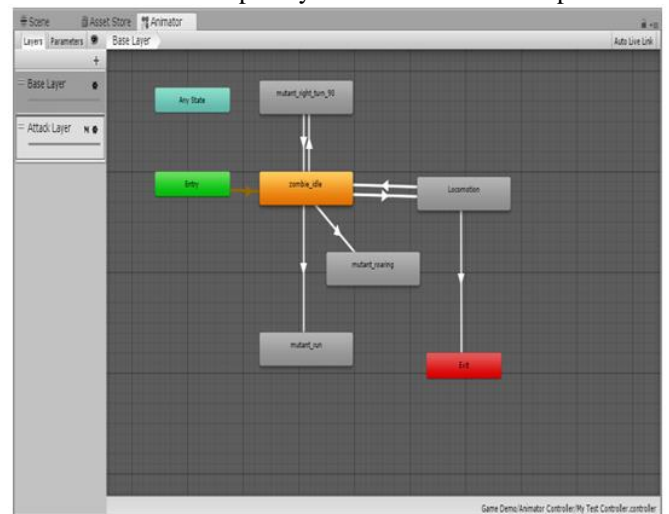 Scene Asset Store Animator
Layers Parameters Base Layer Auto Live Link
+
Base Layer
Attack Layer M
mutant_right_turn_90
Any State
Entry
zombie_idle
Locomotion
mutant_roaring
mutant_run
Exit
Game Demo/Animator Controller/My Test Controller.controller